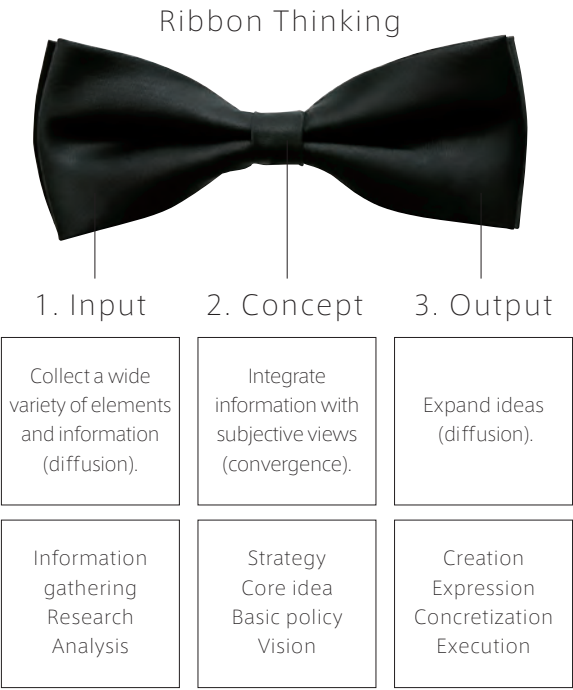 Ribbon Thinking
1. Input
2. Concept
3. Output
Collect a wide
variety of elements
and information
(diffusion).
Integrate
information with
subjective views
(convergence).
Expand ideas
(diffusion).
Information
gathering
Research
Analysis
Strategy
Core idea
Basic policy
Vision
Creation
Expression
Concretization
Execution